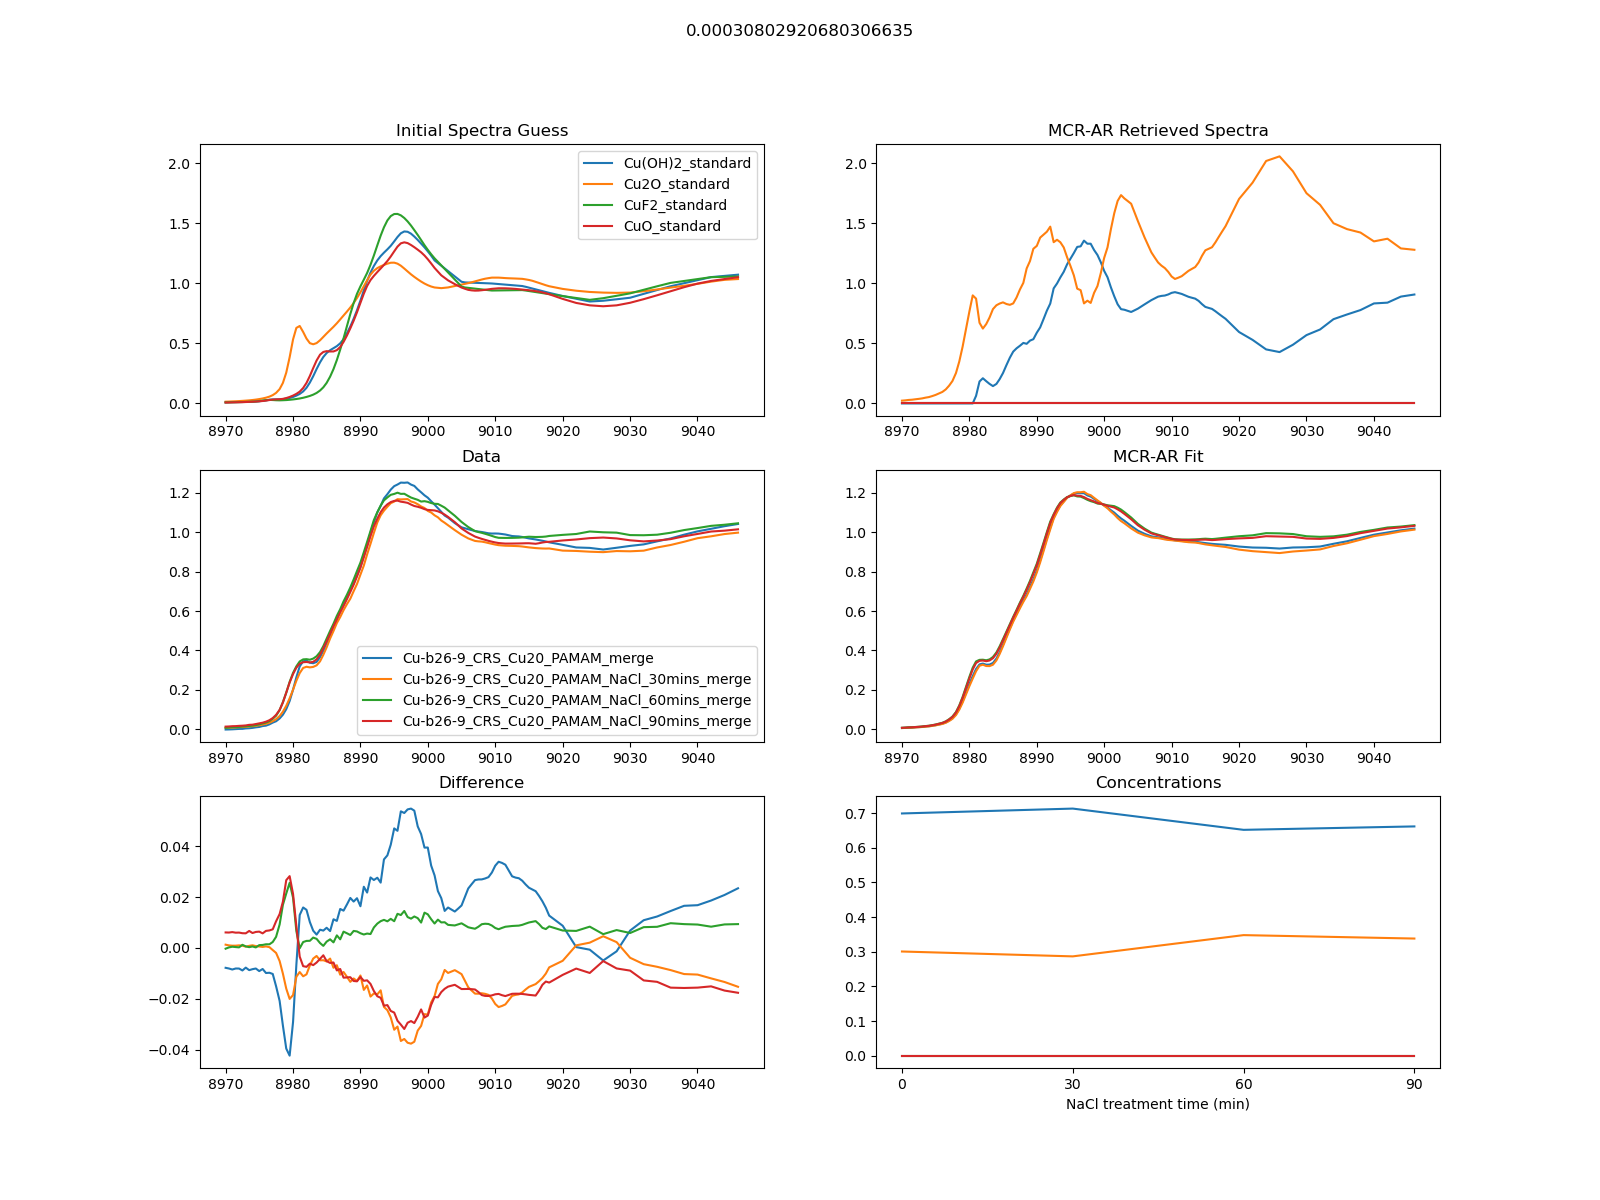 0.00030802920680306635
Initial Spectra Guess
2.0
1.5
1.0
0.5
0.0
8970 8980 8990 9000 9010 9020 9030 9040
Cu(OH)2_standard
Cu2O_standard
CuF2_standard
CuO_standard
MCR-AR Retrieved Spectra
2.0
1.5
1.0
0.5
0.0
8970 8980 8990 9000 9010 9020 9030 9040
Data
1.2
1.0
0.8
0.6
0.4
0.2
0.0
8970 8980 8990 9000 9010 9020 9030 9040
Cu-b26-9_CRS_Cu20_PAMAM_merge
Cu-b26-9_CRS_Cu20_PAMAM_NaCl_30mins_merge
Cu-b26-9_CRS_Cu20_PAMAM_NaCl_60mins_merge
Cu-b26-9_CRS_Cu20_PAMAM_NaCl_90mins_merge
MCR-AR Fit
1.2
1.0
0.8
0.6
0.4
0.2
0.0
8970 8980 8990 9000 9010 9020 9030 9040
Difference
0.04
0.02
0.00
−0.02
−0.04
8970 8980 8990 9000 9010 9020 9030 9040
Concentrations
0.7
0.6
0.5
0.4
0.3
0.2
0.1
0.0
0 30 60 90
NaCl treatment time (min)